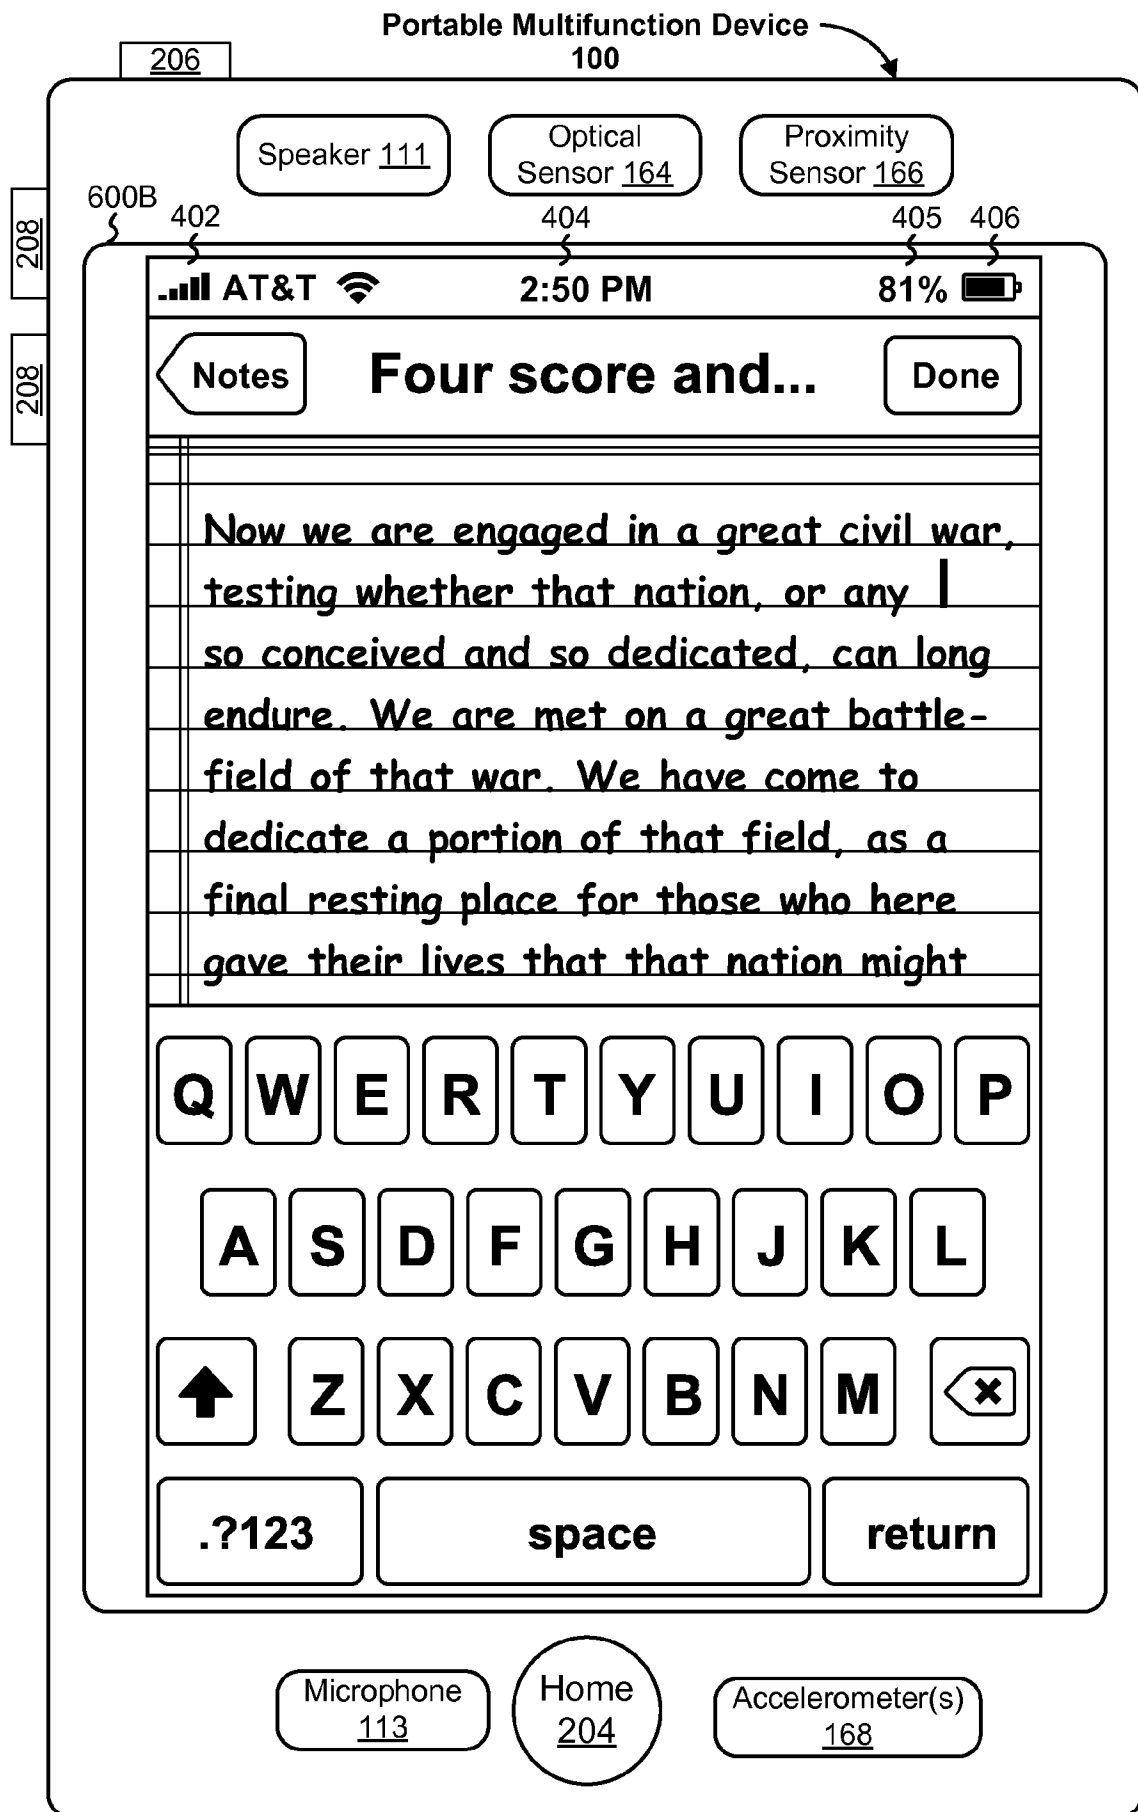 Portable Multifunction Device
100
206
Speaker 111
Optical
Sensor 164
Proximity
Sensor 166
208
208
600B
402
404
405
406
AT&T
2:50 PM
81%
Notes
Four score and...
Done
Now we are engaged in a great civil war,
testing whether that nation, or any
so conceived and so dedicated, can long
endure. We are met on a great battle-
field of that war. We have come to
dedicate a portion of that field, as a
final resting place for those who here
gave their lives that that nation might
Q W E R T Y U I O P
A S D F G H J K L
Z X C V B N M
.?123
space
return
Microphone
113
Home
204
Accelerometer(s)
168